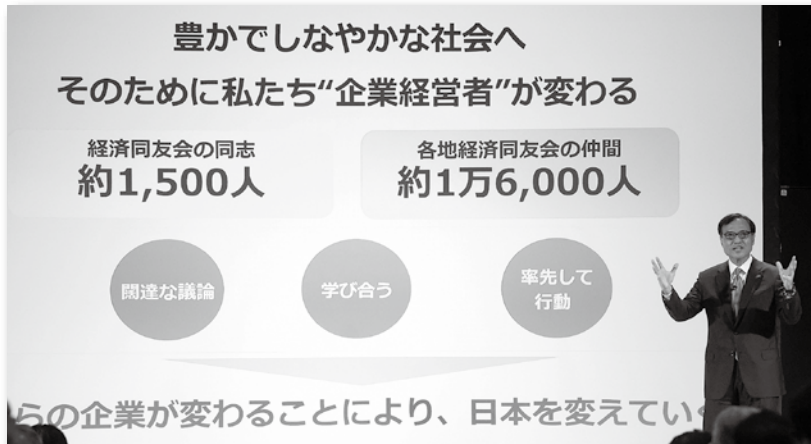 豊かでしなやかな社会へ
そのために私たち“企業経営者”が変わる
経済同友会の同志
約1,500人
各地経済同友会の仲間
約1万6,000人
闊達な議論
学び合う
率先して
行動
らの企業が変わることにより、日本を変えていく